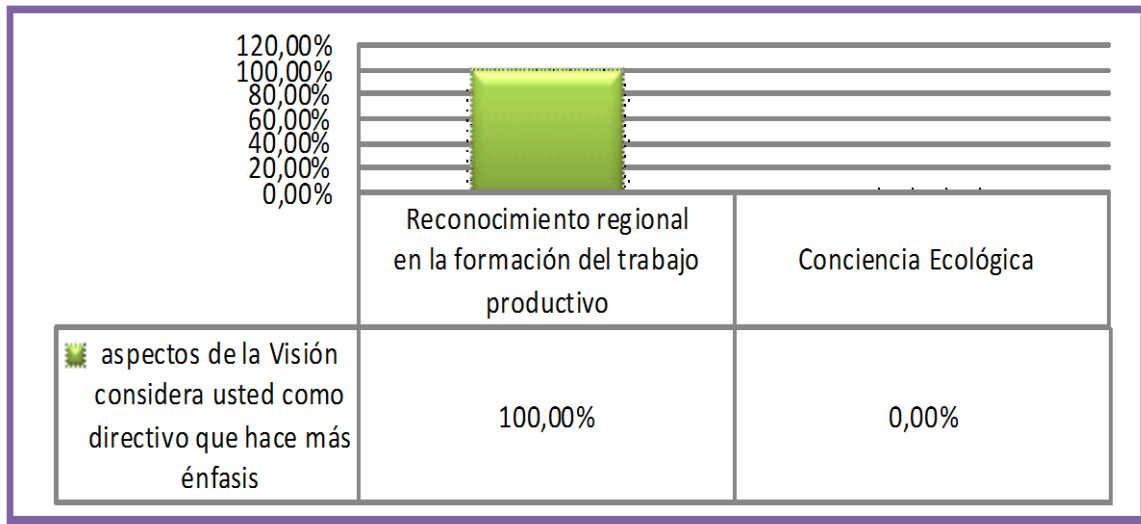 120,00%
100,00%
80,00%
60,00%
40,00%
20,00%
0,00%
Reconocimiento regional
en la formación del trabajo
productivo
Conciencia Ecológica
aspectos de la Visión
considera usted como
directivo que hace más
énfasis
100,00%
0,00%